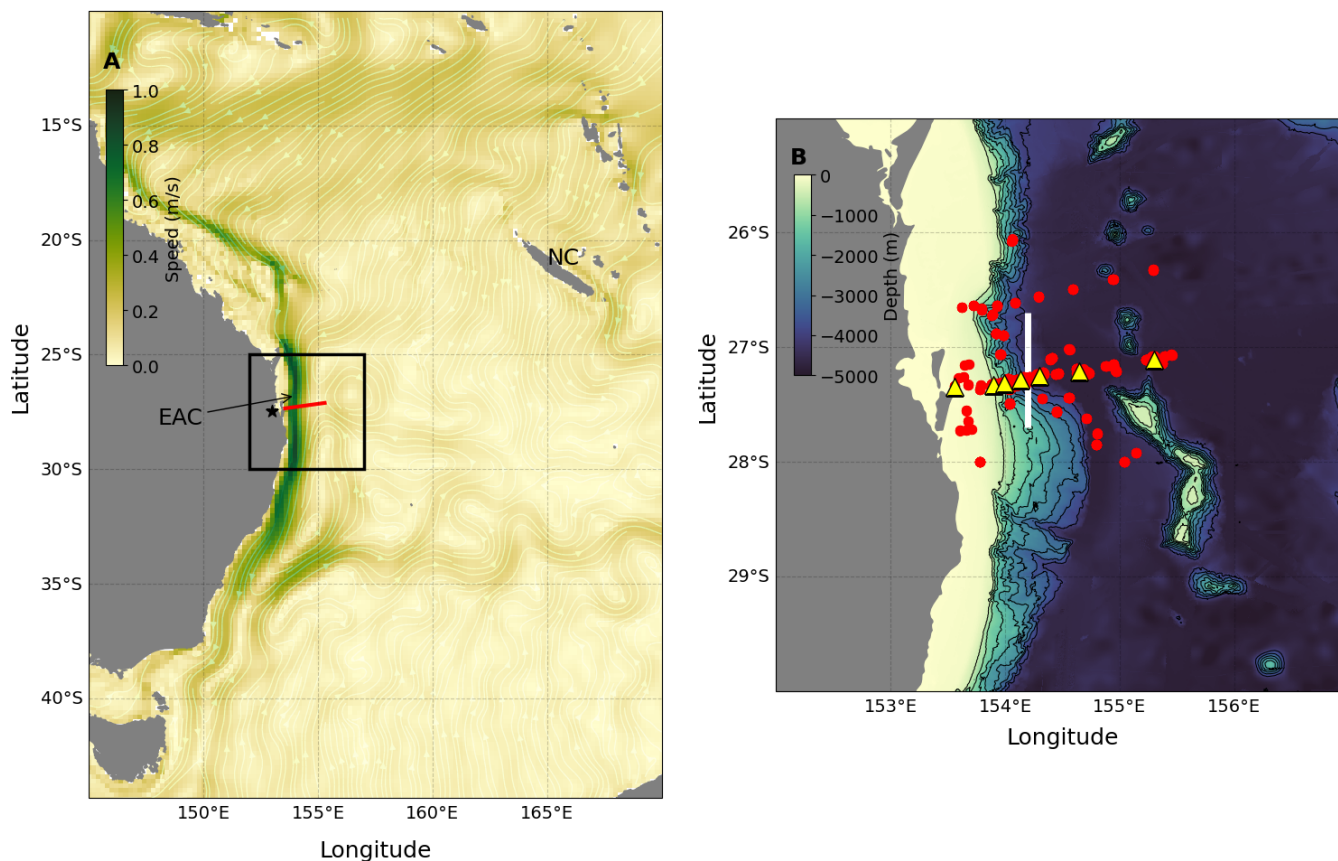 A
1.0
0.8
0.6
0.4
0.2
0.0
Speed (m/s)
15°S
20°S
25°S
30°S
35°S
40°S
Latitude
NC
EAC
150°E
155°E
160°E
165°E
Longitude
B
0
−1000
−2000
−3000
−4000
−5000
Depth (m)
26°S
27°S
28°S
29°S
Latitude
153°E
154°E
155°E
156°E
Longitude